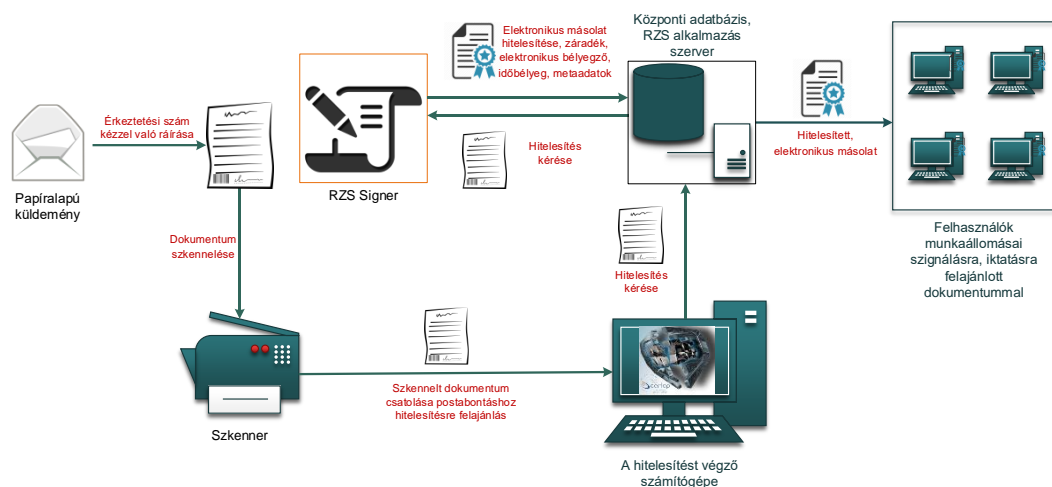 Érkeztetési szám
kézzel való ráírása
Papíralapú
küldemény
RZS Signer
Elektronikus másolat
hitelesítése, záradék,
elektronikus bélyegző,
időbélyeg, metaadatok
Hitelesítés
kérése
Központi adatbázis,
RZS alkalmazás
szerver
Hitelesített,
elektronikus másolat
Felhasználók
munkaállomásai
szignálásra, iktatásra
felajánlott
dokumentummal
Dokumentum
szkennelése
Hitelesítés
kérése
Szkennelt dokumentum
csatolása postabontáshoz
hitelesítésre felajánlás
Szkenner
A hitelesítést végző
számítógépe